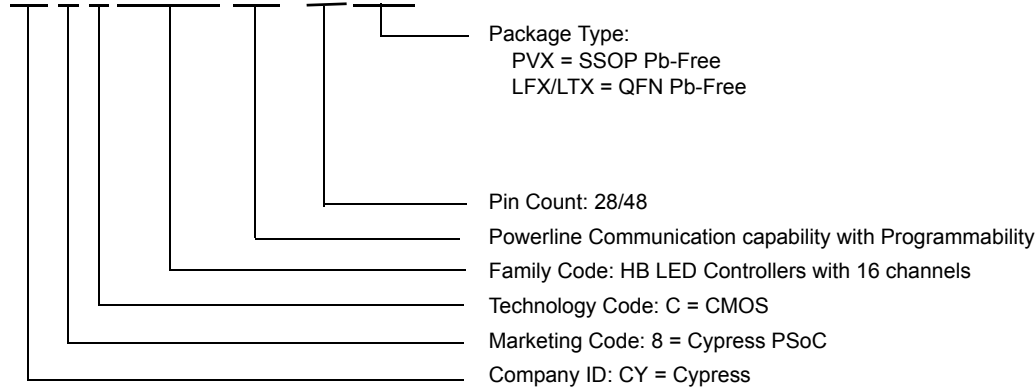 Package Type:
PVX = SSOP Pb-Free
LFX/LTX = QFN Pb-Free
Pin Count: 28/48
Powerline Communication capability with Programmability
Family Code: HB LED Controllers with 16 channels
Technology Code: C = CMOS
Marketing Code: 8 = Cypress PSoC
Company ID: CY = Cypress